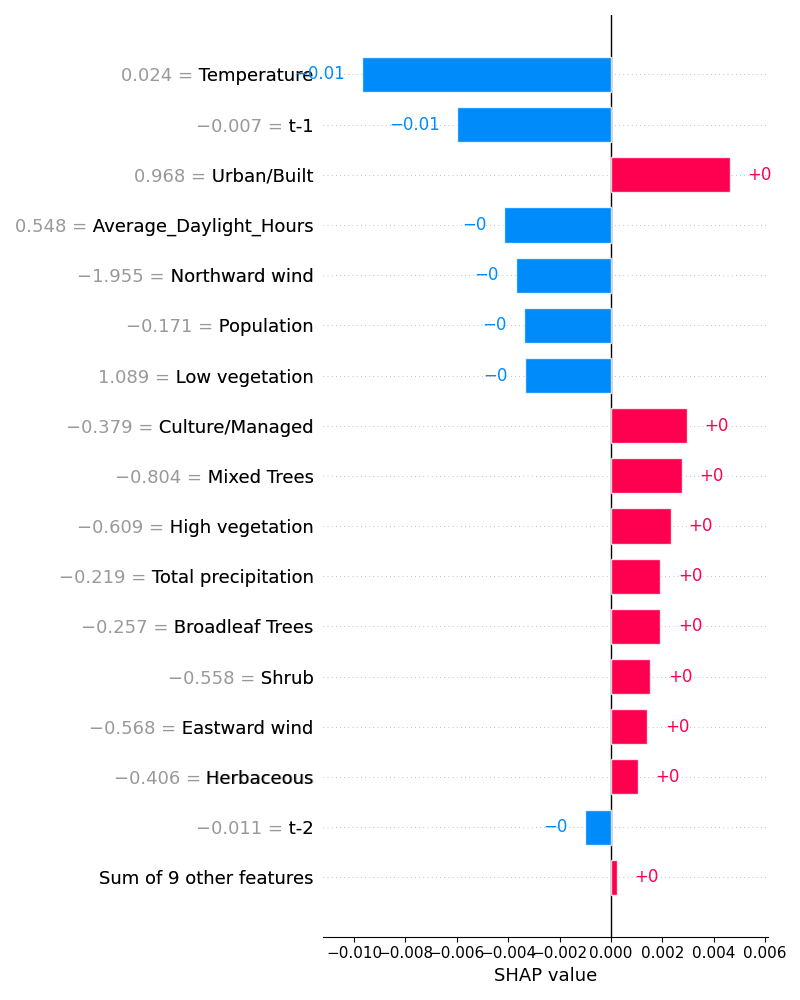 0.024 = Temperature −0.01
−0.007 = t-1 −0.01
0.968 = Urban/Built +0
0.548 = Average_Daylight_Hours −0
−1.955 = Northward wind −0
−0.171 = Population −0
1.089 = Low vegetation −0
−0.379 = Culture/Managed +0
−0.804 = Mixed Trees +0
−0.609 = High vegetation +0
−0.219 = Total precipitation +0
−0.257 = Broadleaf Trees +0
−0.558 = Shrub +0
−0.568 = Eastward wind +0
−0.406 = Herbaceous +0
−0.011 = t-2 −0
Sum of 9 other features +0
−0.010 −0.008 −0.006 −0.004 −0.002 0.000 0.002 0.004 0.006
SHAP value